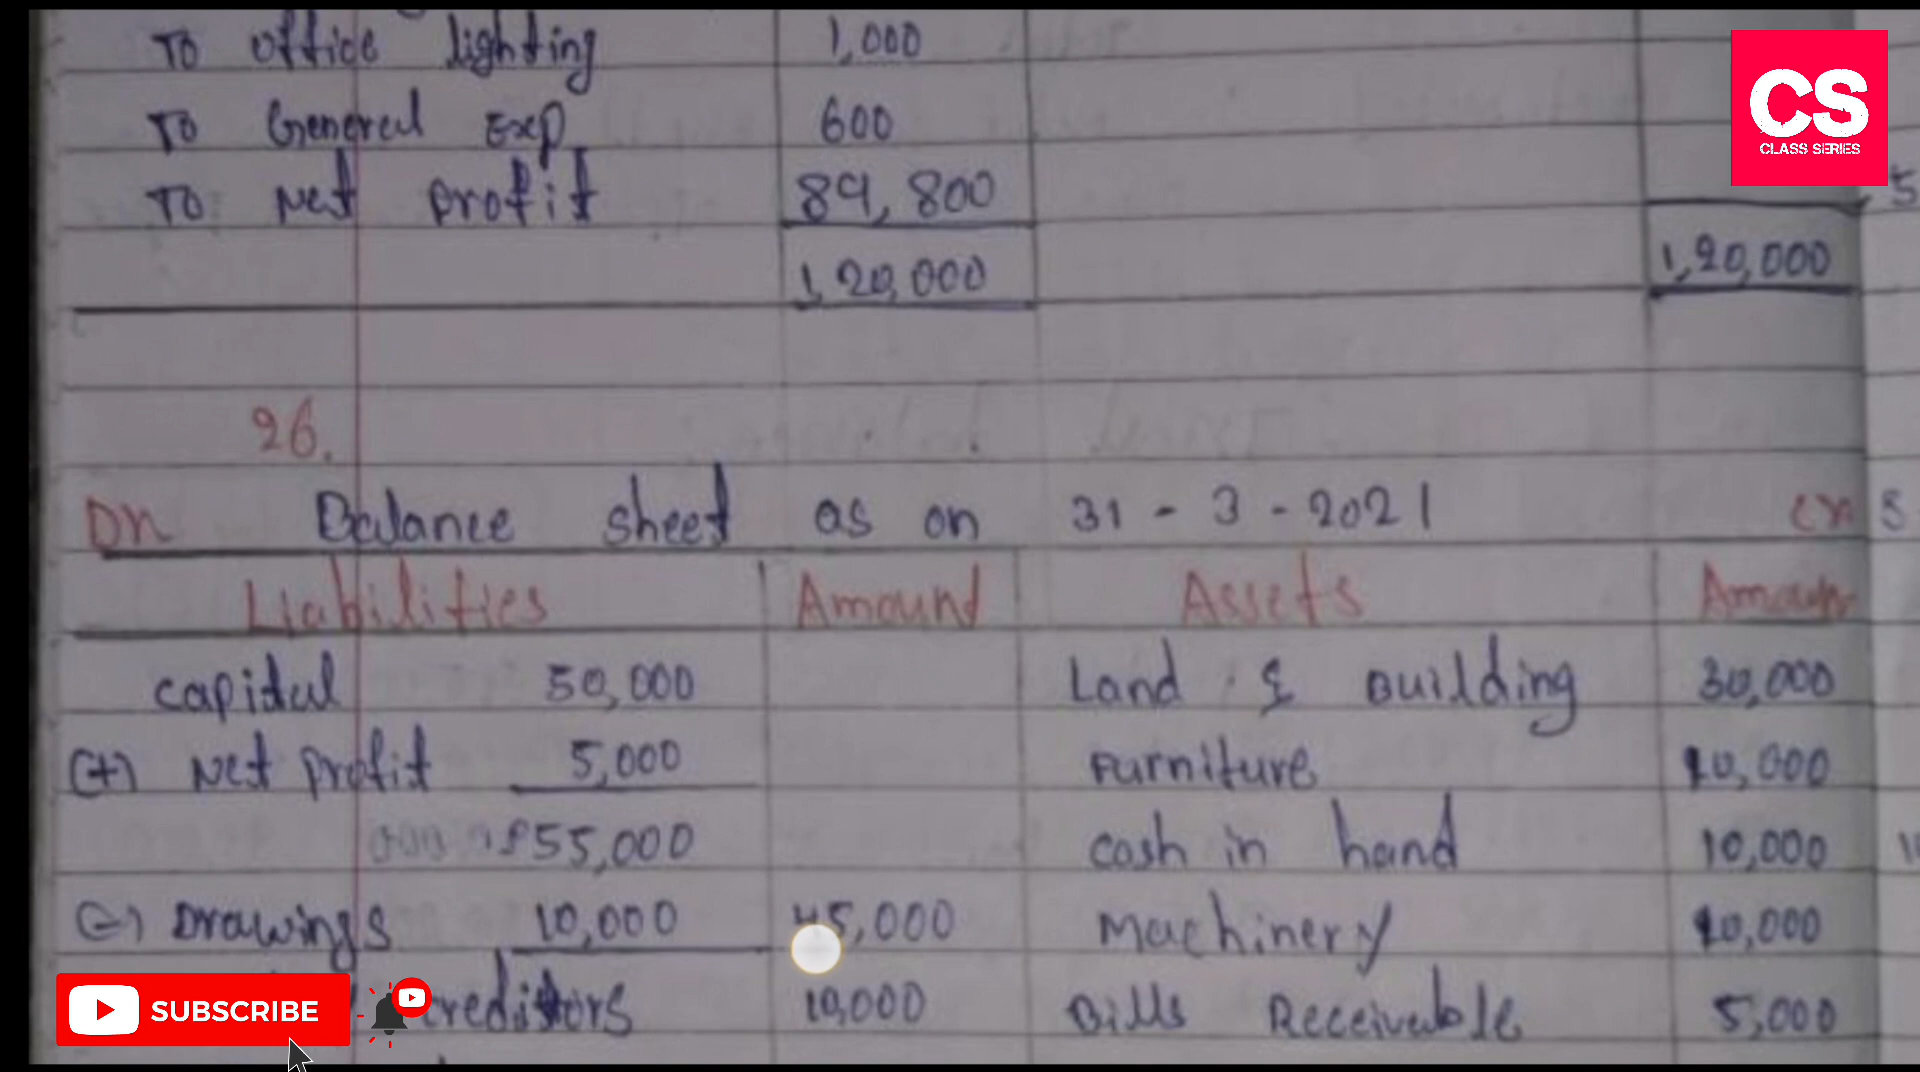 To office lighting 1,000
To General Exp 600
To Net profit 89,800
1,20,000 1,20,000
26.
Dr Balance sheet as on 31-3-2021 Cr
Liabilities Amount Assets Amount
Capital 50,000 Land & Building 30,000
(+) Net Profit 5,000 Furniture 10,000
55,000 cash in hand 10,000
(-) Drawings 10,000 45,000 Machinery 10,000
creditors 10,000 Bills Receivable 5,000
CS
CLASS SERIES
SUBSCRIBE